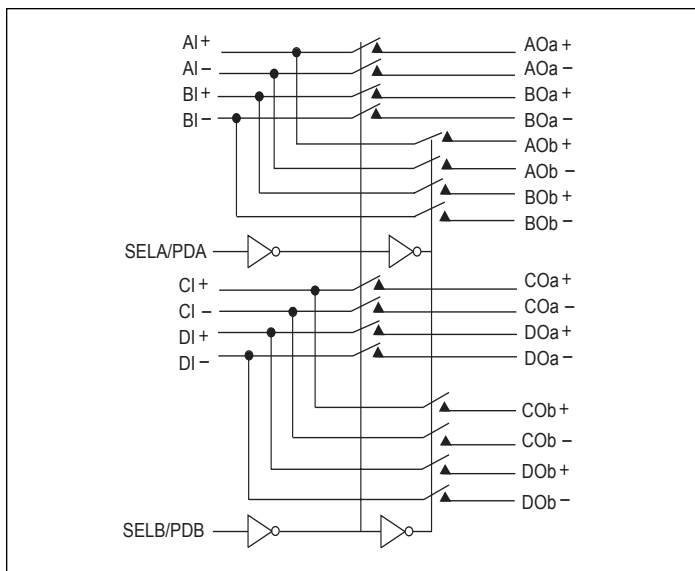 AI+ AOa+
AI− AOa−
BI+ BOa+
BI− BOa−
AOb+
AOb −
BOb+
BOb−
SELA/PDA
CI+ COa+
CI − COa −
DI+ DOa+
DI− DOa−
COb+
COb −
DOb+
DOb−
SELB/PDB